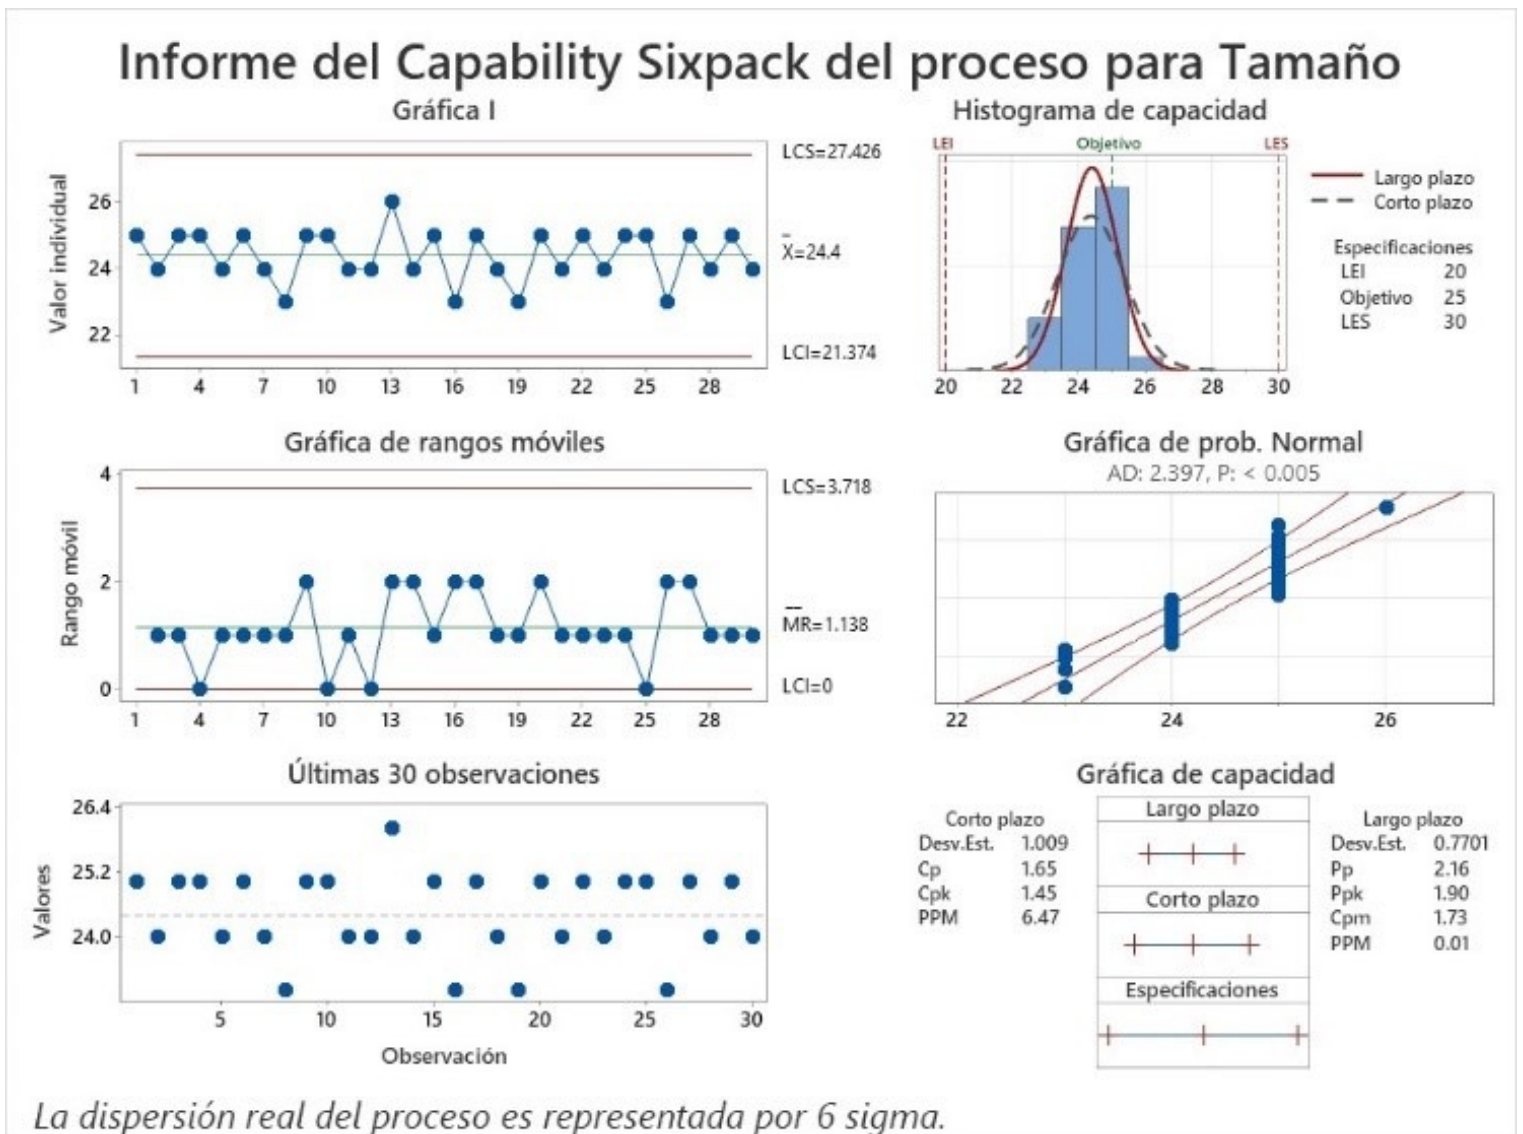 Informe del Capability Sixpack del proceso para Tamaño
Gráfica I
Valor individual
26
24
22
1 4 7 10 13 16 19 22 25 28
LCS=27.426
X=24.4
LCI=21.374
Histograma de capacidad
LEI Objetivo LES
20 22 24 26 28 30
Largo plazo
Corto plazo
Especificaciones
LEI 20
Objetivo 25
LES 30
Gráfica de rangos móviles
Rango móvil
4
2
0
1 4 7 10 13 16 19 22 25 28
LCS=3.718
MR=1.138
LCI=0
Gráfica de prob. Normal
AD: 2.397, P: < 0.005
22 24 26
Últimas 30 observaciones
Valores
26.4
25.2
24.0
5 10 15 20 25 30
Observación
Gráfica de capacidad
Corto plazo
Desv.Est. 1.009
Cp 1.65
Cpk 1.45
PPM 6.47
Largo plazo
Corto plazo
Especificaciones
Largo plazo
Desv.Est. 0.7701
Pp 2.16
Ppk 1.90
Cpm 1.73
PPM 0.01
La dispersión real del proceso es representada por 6 sigma.